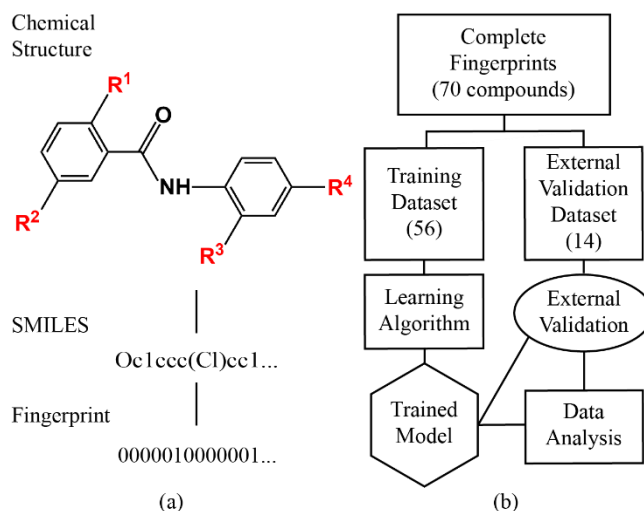 Chemical
Structure
R¹
O
NH
R²
R³
R⁴
SMILES
Oc1ccc(Cl)cc1...
Fingerprint
0000010000001...
(a)
Complete
Fingerprints
(70 compounds)
Training
Dataset
(56)
External
Validation
Dataset
(14)
Learning
Algorithm
External
Validation
Trained
Model
Data
Analysis
(b)